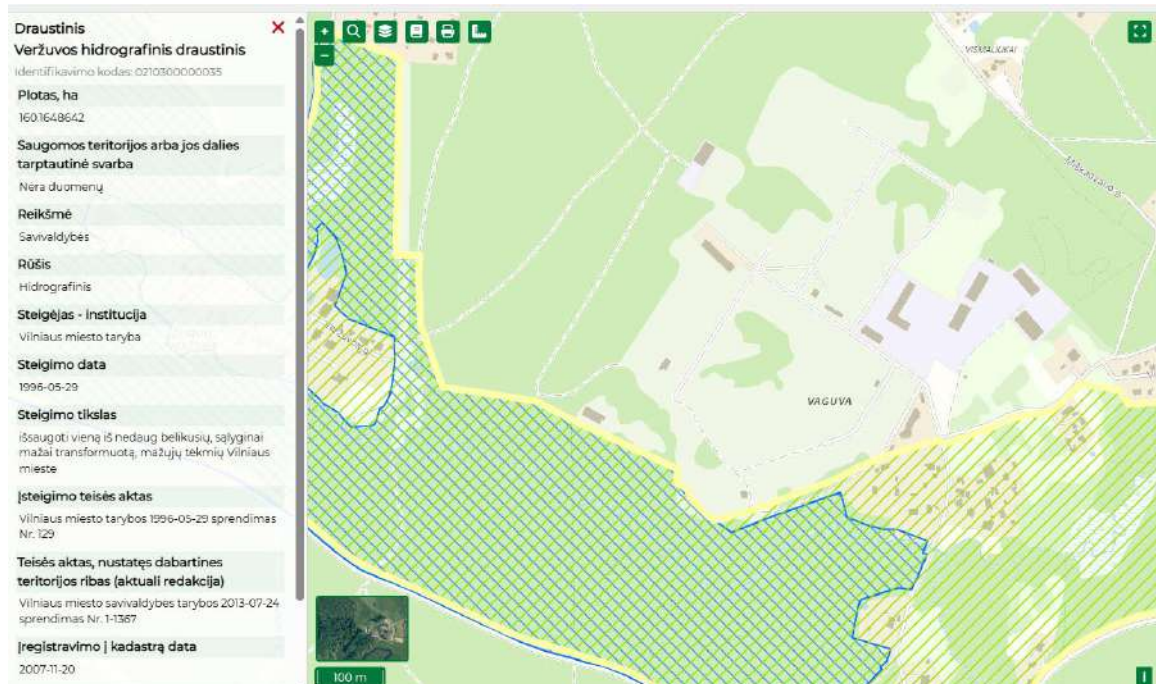 Draustinis
Veržuvos hidrografinis draustinis
Identifikavimo kodas: 0210300000035
Plotas, ha
160.1648642
Saugomos teritorijos arba jos dalies
tarptautinė svarba
Nėra duomenų
Reikšmė
Savivaldybės
Rūšis
Hidrografinis
Steigėjas - institucija
Vilniaus miesto taryba
Steigimo data
1996-05-29
Steigimo tikslas
išsaugoti vieną iš nedaug belikusių, sąlyginai
mažai transformuotą, mažųjų tėkmių Vilniaus
mieste
Įsteigimo teisės aktas
Vilniaus miesto tarybos 1996-05-29 sprendimas
Nr. 129
Teisės aktas, nustatęs dabartines
teritorijos ribas (aktuali redakcija)
Vilniaus miesto savivaldybės tarybos 2013-07-24
sprendimas Nr. 1-1367
Įregistravimo į kadastrą data
2007-11-20
VISMALIUKAI
VAGUVA
100 m